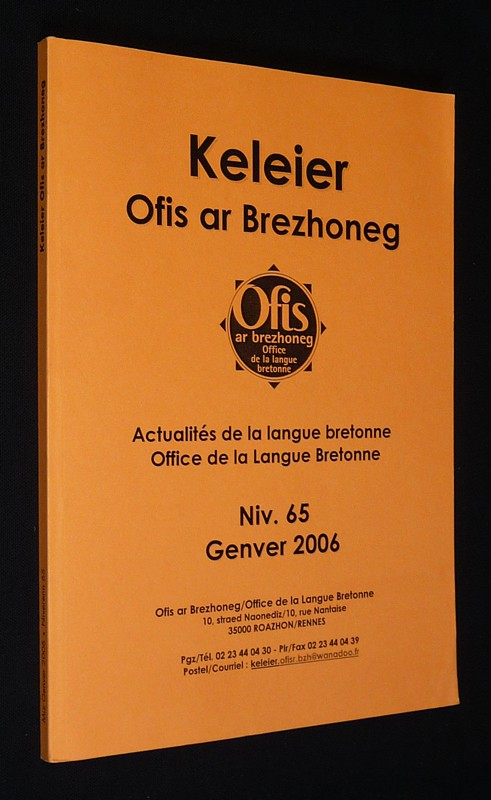 Keleier
Ofis ar Brezhoneg
Ofis
ar brezhoneg
Office
de la langue
bretonne
Actualités de la langue bretonne
Office de la Langue Bretonne
Niv. 65
Genver 2006
Ofis ar Brezhoneg/Office de la Langue Bretonne
10, straed Naonediz/10, rue Nantaise
35000 ROAZHON/RENNES
Pgz/Tél. 02 23 44 04 30 - Plr/Fax 02 23 44 04 39
Postel/Courriel : keleier.ofisr.bzh@wanadoo.fr
Keleier Ofis ar Brezhoneg